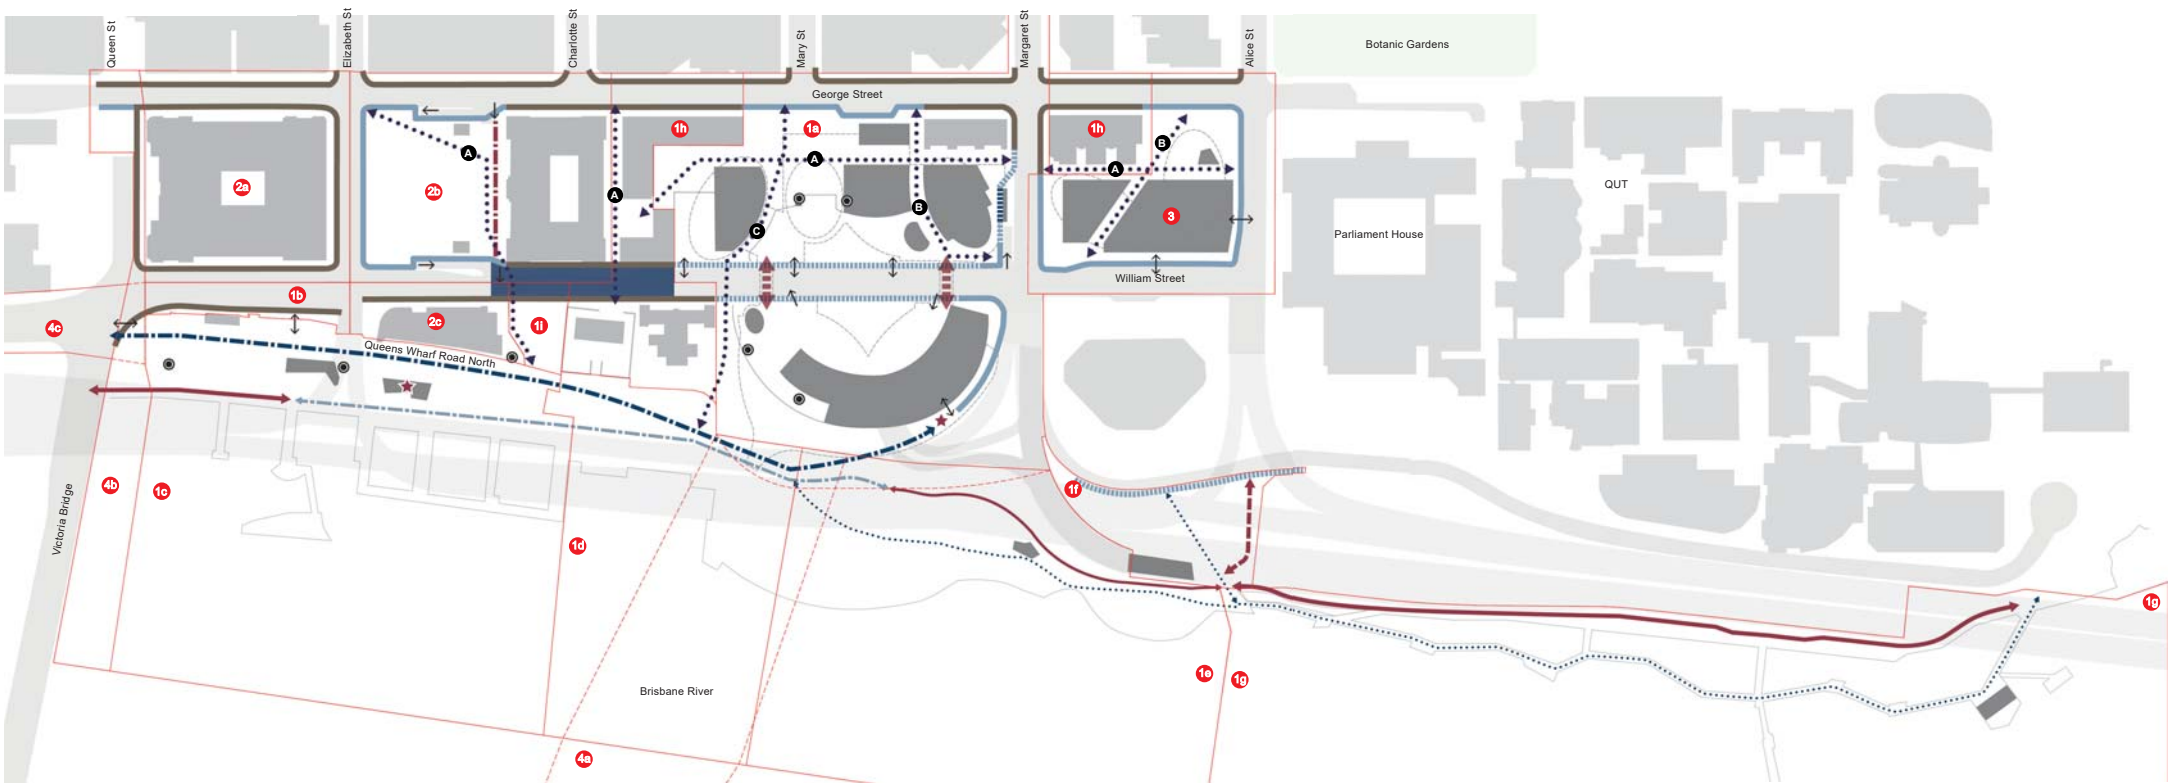 Queen St
Elizabeth St
Charlotte St
Mary St
Margaret St
Alice St
Botanic Gardens
George Street
1h
1a
1h
A
B
A
A
2a
2b
A
B
C
3
QUT
Parliament House
William Street
1b
4c
2c
1i
Queens Wharf Road North
4b
1c
1f
Victoria Bridge
1d
1g
1e
1g
Brisbane River
4a